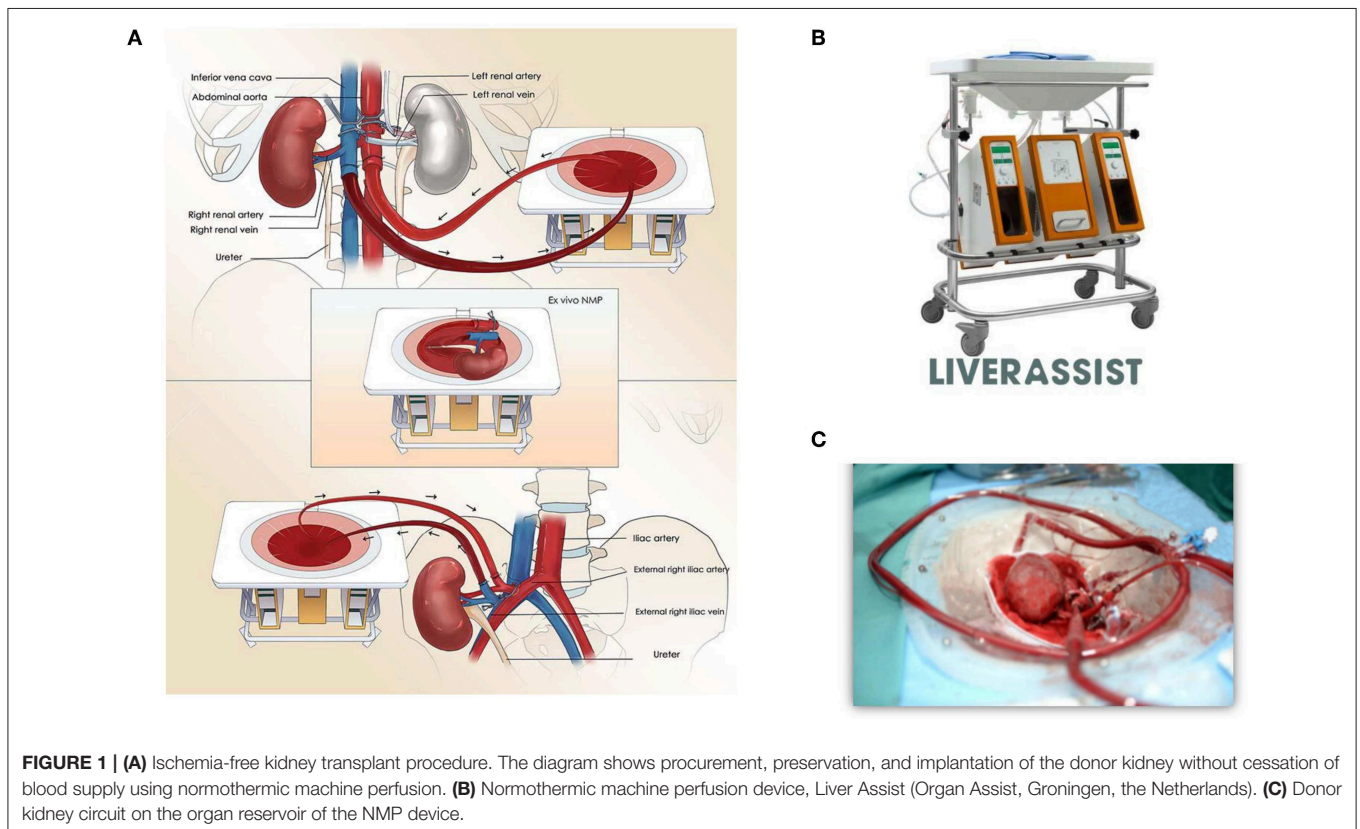 A
Inferior vena cava
Abdominal aorta
Left renal artery
Left renal vein
Right renal artery
Right renal vein
Ureter
Ex vivo NMP
Iliac artery
External right iliac artery
External right iliac vein
Ureter
B
LIVERASSIST
C
FIGURE 1 | (A) Ischemia-free kidney transplant procedure. The diagram shows procurement, preservation, and implantation of the donor kidney without cessation of
blood supply using normothermic machine perfusion. (B) Normothermic machine perfusion device, Liver Assist (Organ Assist, Groningen, the Netherlands). (C) Donor
kidney circuit on the organ reservoir of the NMP device.